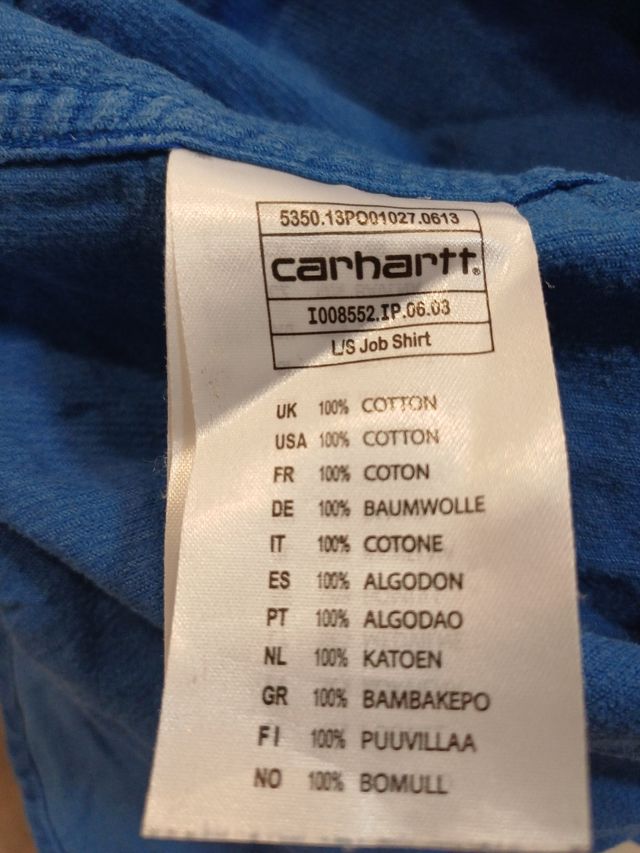 5350.13PO01027.0613
carhartt®
I008552.IP.06.03
L/S Job Shirt
UK 100% COTTON
USA 100% COTTON
FR 100% COTON
DE 100% BAUMWOLLE
IT 100% COTONE
ES 100% ALGODON
PT 100% ALGODAO
NL 100% KATOEN
GR 100% BAMBAKEPO
FI 100% PUUVILLAA
NO 100% BOMULL